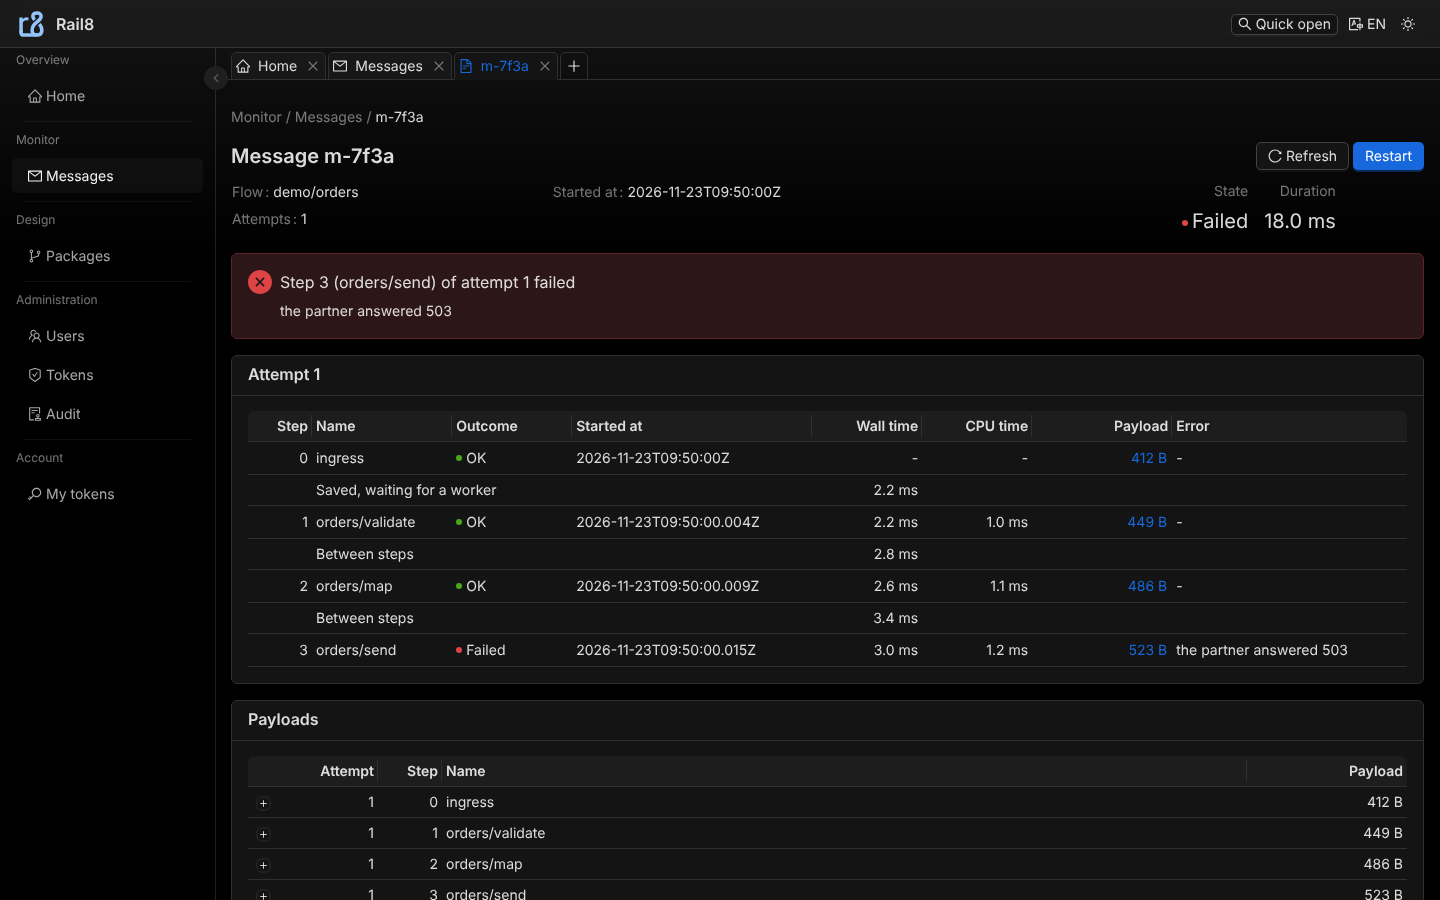 Rail8
Quick open
EN
Overview
Home
Monitor
Messages
Design
Packages
Administration
Users
Tokens
Audit
Account
My tokens
Home
Messages
m-7f3a
Monitor / Messages / m-7f3a
Message m-7f3a
Refresh
Restart
Flow: demo/orders
Started at: 2026-11-23T09:50:00Z
Attempts: 1
State
Failed
Duration
18.0 ms
Step 3 (orders/send) of attempt 1 failed
the partner answered 503
Attempt 1
Step Name Outcome Started at Wall time CPU time Payload Error
0 ingress OK 2026-11-23T09:50:00Z - - 412 B -
Saved, waiting for a worker 2.2 ms
1 orders/validate OK 2026-11-23T09:50:00.004Z 2.2 ms 1.0 ms 449 B -
Between steps 2.8 ms
2 orders/map OK 2026-11-23T09:50:00.009Z 2.6 ms 1.1 ms 486 B -
Between steps 3.4 ms
3 orders/send Failed 2026-11-23T09:50:00.015Z 3.0 ms 1.2 ms 523 B the partner answered 503
Payloads
Attempt Step Name Payload
1 0 ingress 412 B
1 1 orders/validate 449 B
1 2 orders/map 486 B
1 3 orders/send 523 B